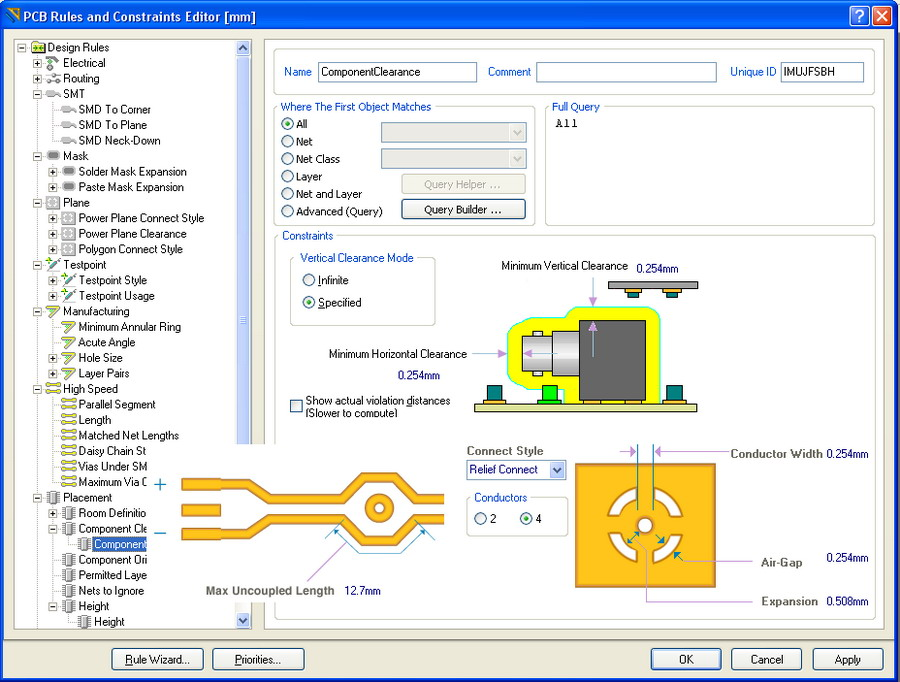 PCB Rules and Constraints Editor [mm]
Design Rules
Electrical
Routing
SMT
SMD To Corner
SMD To Plane
SMD Neck-Down
Mask
Solder Mask Expansion
Paste Mask Expansion
Plane
Power Plane Connect Style
Power Plane Clearance
Polygon Connect Style
Testpoint
Testpoint Style
Testpoint Usage
Manufacturing
Minimum Annular Ring
Acute Angle
Hole Size
Layer Pairs
High Speed
Parallel Segment
Length
Matched Net Lengths
Daisy Chain St
Vias Under SM
Maximum Via C
Placement
Room Definitio
Component Cle
Component
Component Ori
Permitted Laye
Nets to Ignore
Height
Height
Name ComponentClearance Comment Unique ID IMUJFSBH
Where The First Object Matches
All
Net
Net Class
Layer
Net and Layer
Advanced (Query)
Query Helper ...
Query Builder ...
Full Query
All
Constraints
Vertical Clearance Mode
Infinite
Specified
Minimum Vertical Clearance 0.254mm
Minimum Horizontal Clearance
0.254mm
Show actual violation distances
(Slower to compute)
Max Uncoupled Length 12.7mm
Connect Style
Relief Connect
Conductors
2 4
Conductor Width 0.254mm
Air-Gap 0.254mm
Expansion 0.508mm
Rule Wizard... Priorities... OK Cancel Apply